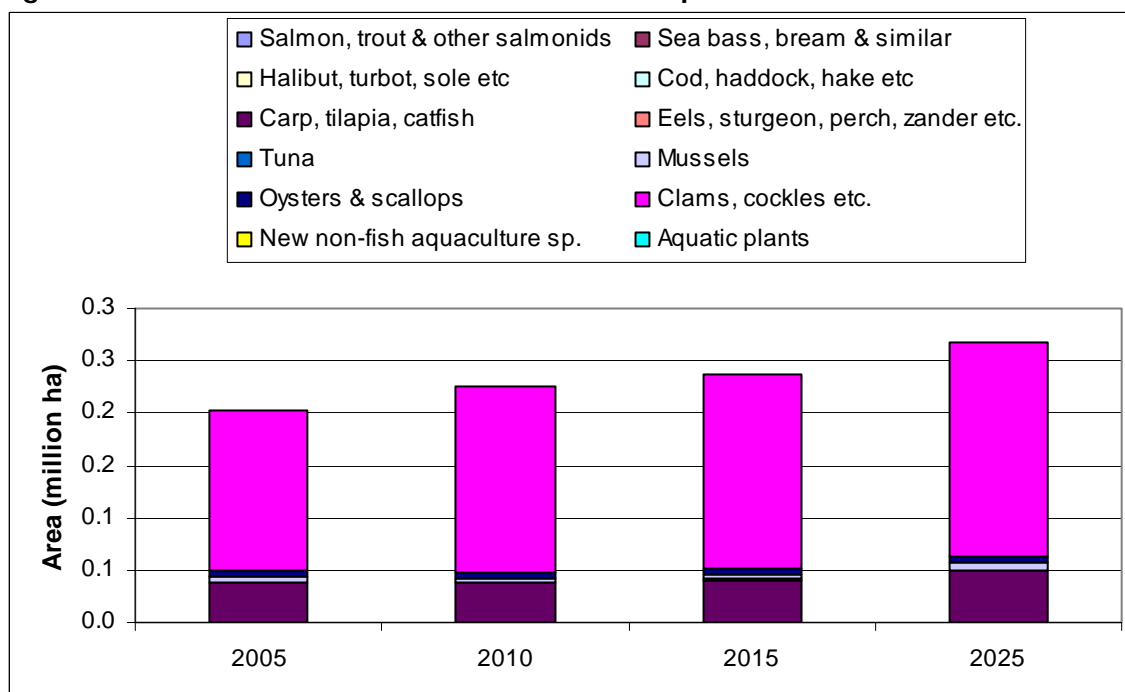 Salmon, trout & other salmonids Sea bass, bream & similar
Halibut, turbot, sole etc Cod, haddock, hake etc
Carp, tilapia, catfish Eels, sturgeon, perch, zander etc.
Tuna Mussels
Oysters & scallops Clams, cockles etc.
New non-fish aquaculture sp. Aquatic plants
Area (million ha)
0.3
0.3
0.2
0.2
0.1
0.1
0.0
2005 2010 2015 2025